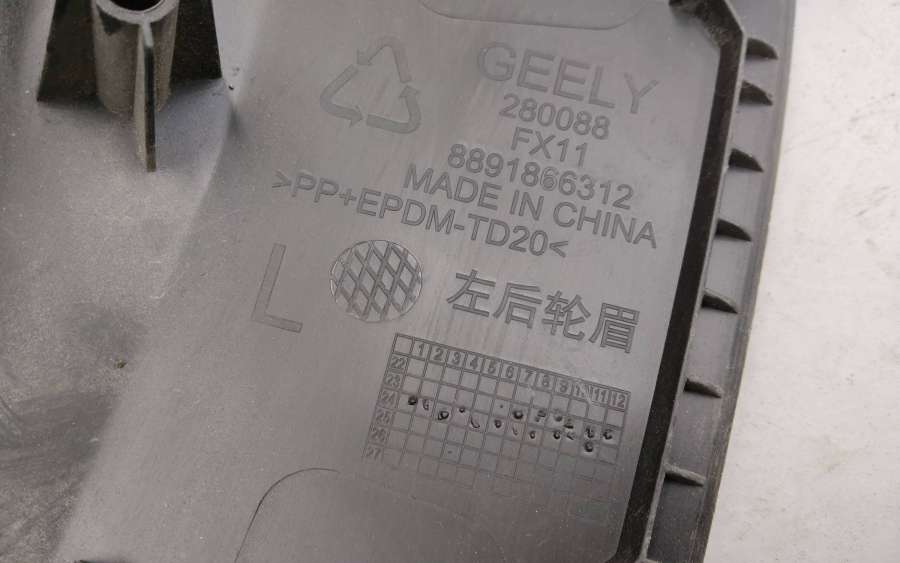 GEELY
280088
FX11
8891866312
MADE IN CHINA
>PP+EPDM-TD20<
L
左后轮眉
1 2 3 4 5 6 7 8 9 10 11 12
22
23
24
25
26
27